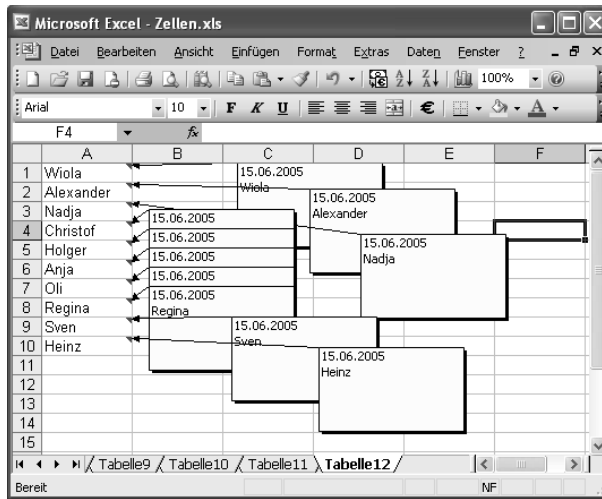 Microsoft Excel - Zellen.xls
Datei Bearbeiten Ansicht Einfügen Format Extras Daten Fenster ?
100%
Arial 10 F K U €
F4 fx
A B C D E F
1 Wiola 15.06.2005
Wiola
2 Alexander 15.06.2005
Alexander
3 Nadja 15.06.2005
4 Christof 15.06.2005 15.06.2005
Nadja
5 Holger 15.06.2005
6 Anja 15.06.2005
7 Oli 15.06.2005
8 Regina Regina
9 Sven 15.06.2005
Sven
10 Heinz 15.06.2005
11 Heinz
12
13
14
15
Tabelle9 Tabelle10 Tabelle11 Tabelle12
Bereit NF